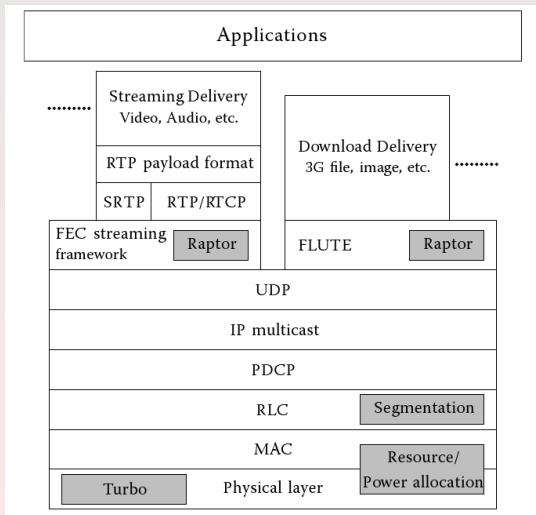 Applications
Streaming Delivery
Video, Audio, etc.
RTP payload format
SRTP
RTP/RTCP
FEC streaming
framework
Raptor
Download Delivery
3G file, image, etc.
FLUTE
Raptor
UDP
IP multicast
PDCP
RLC
Segmentation
MAC
Resource/
Power allocation
Turbo
Physical layer